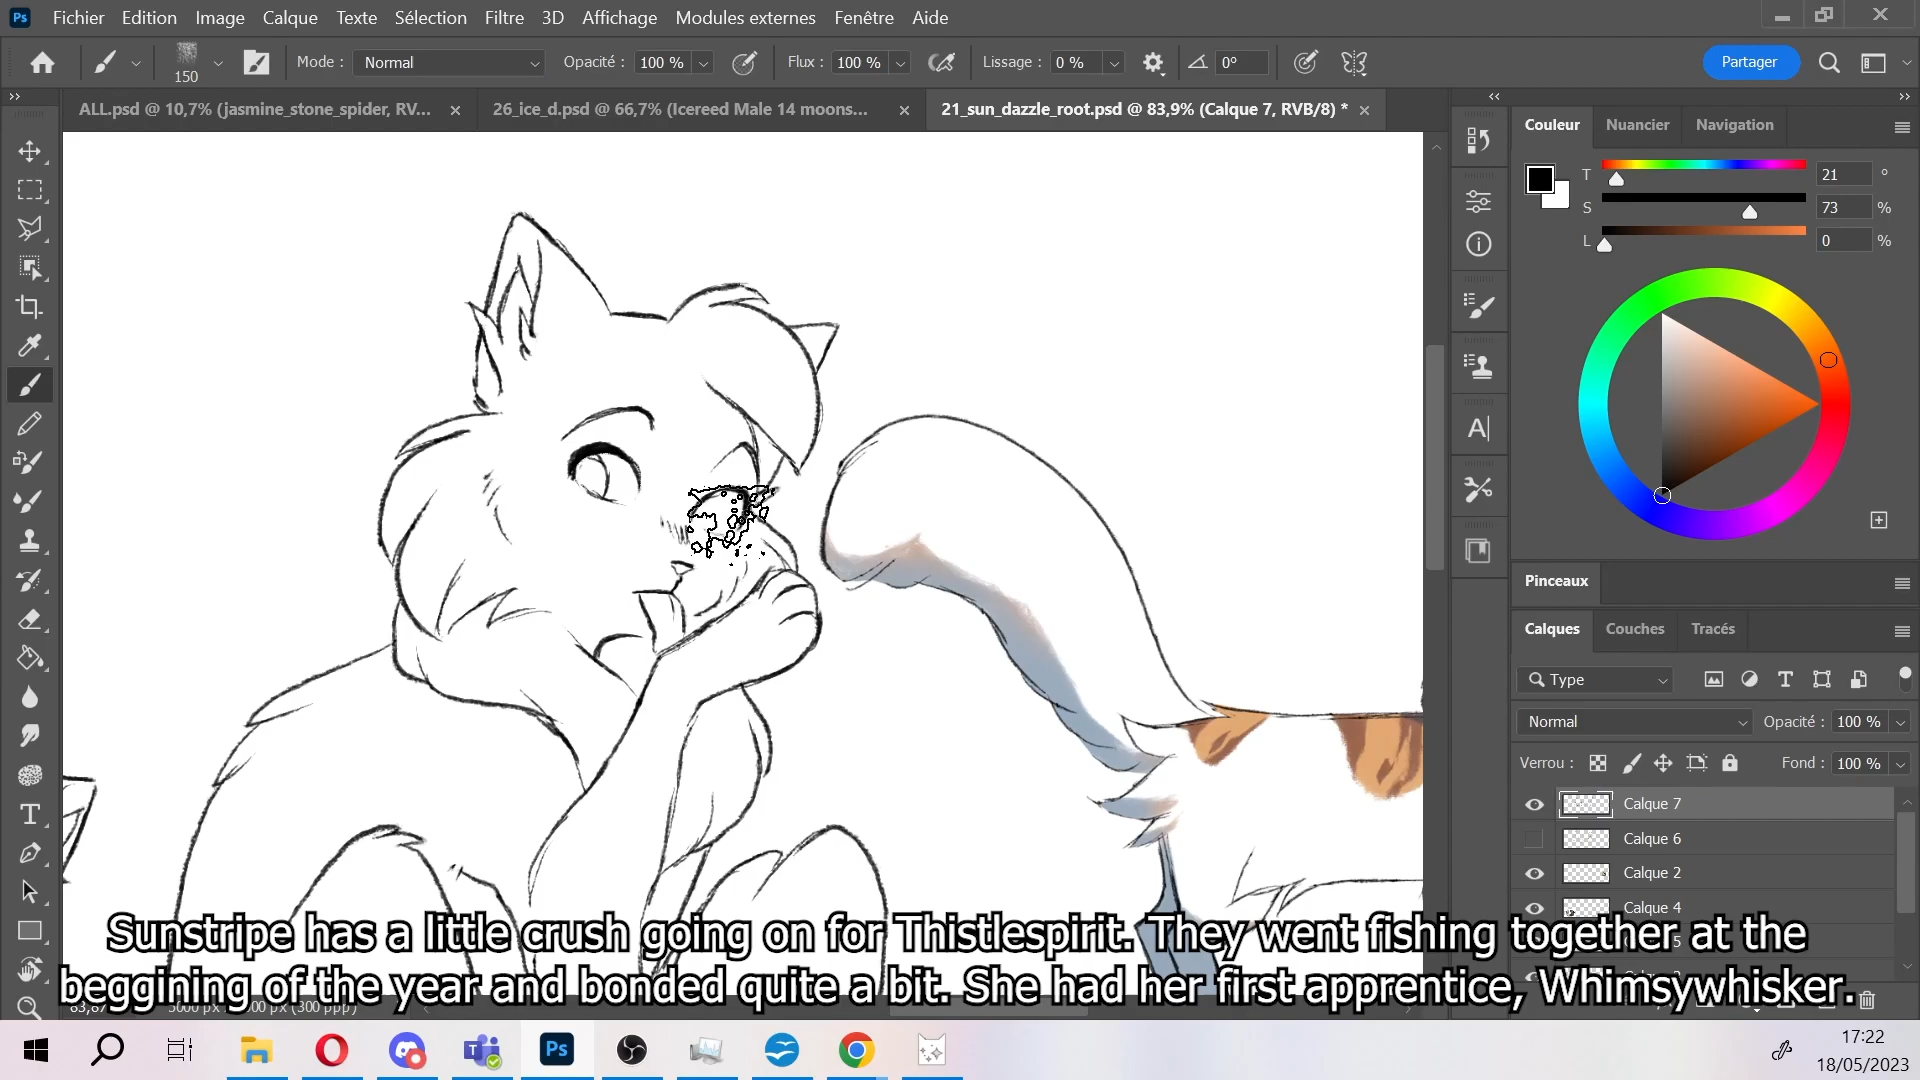 Ps Fichier Edition Image Calque Texte Sélection Filtre 3D Affichage Modules externes Fenêtre Aide
150 Mode : Normal Opacité : 100 % Flux : 100 % Lissage : 0 % 0° Partager
ALL.psd @ 10,7% (jasmine_stone_spider, RV... × 26_ice_d.psd @ 66,7% (Icereed Male 14 moons... × 21_sun_dazzle_root.psd @ 83,9% (Calque 7, RVB/8) * ×
Couleur Nuancier Navigation
T 21 °
S 73 %
L 0 %
Pinceaux
Calques Couches Tracés
Type
Normal Opacité : 100 %
Verrou : Fond : 100 %
Calque 7
Calque 6
Calque 2
Calque 4
Sunstripe has a little crush going on for Thistlespirit. They went fishing together at the
beggining of the year and bonded quite a bit. She had her first apprentice, Whimsywhisker.
17:22
18/05/2023